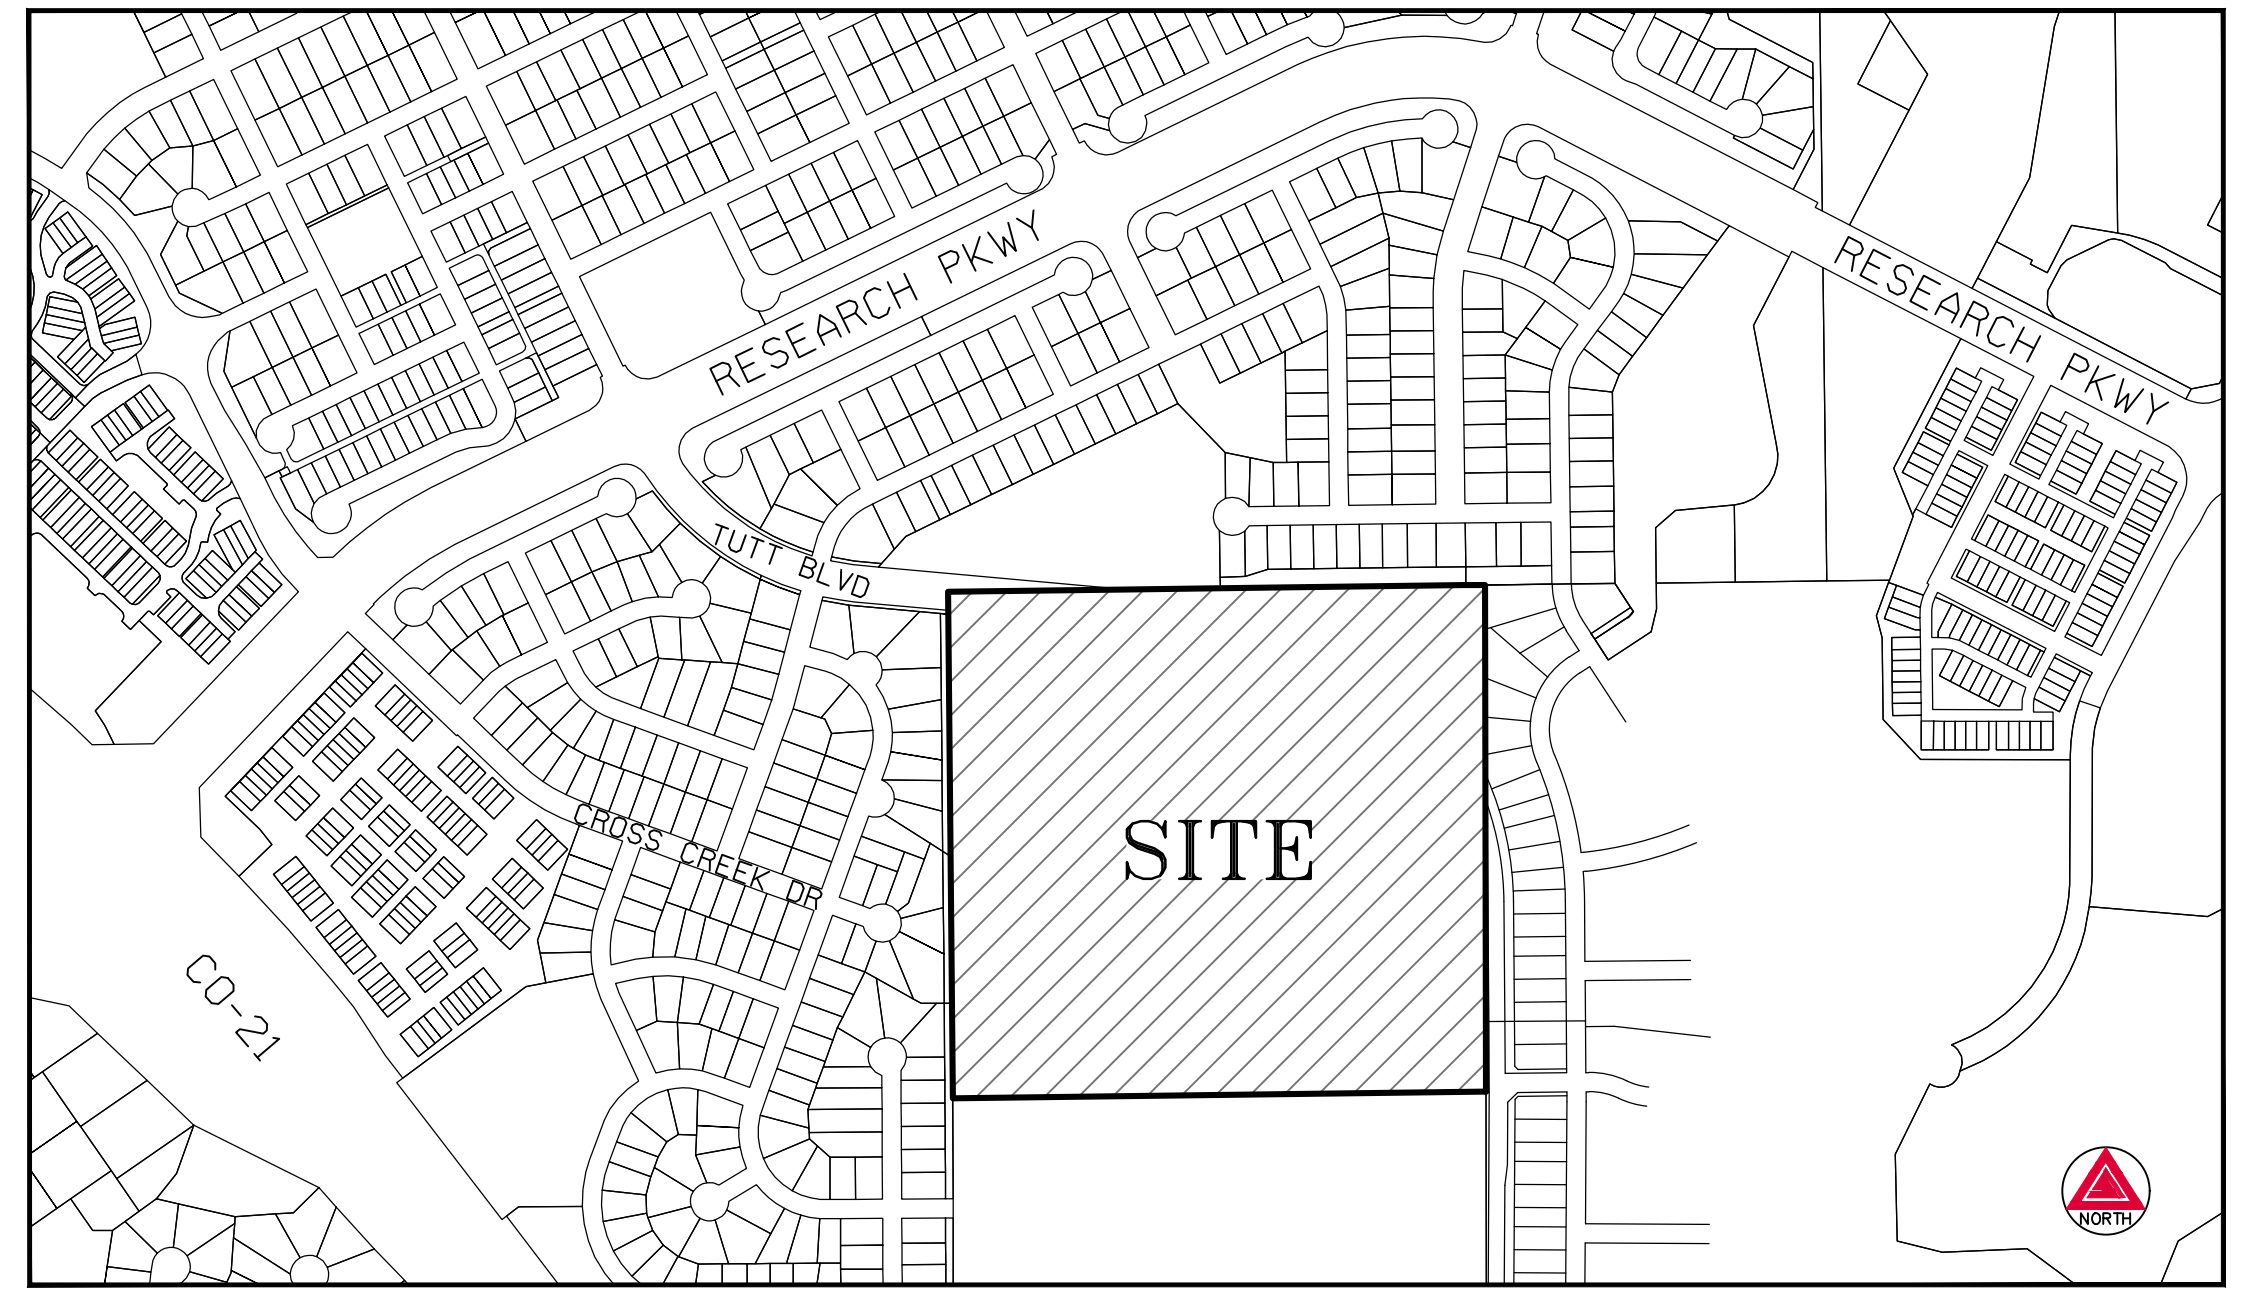 RESEARCH PKWY
RESEARCH PKWY
TUTT BLVD
CROSS CREEK DR
SITE
CO-21
NORTH